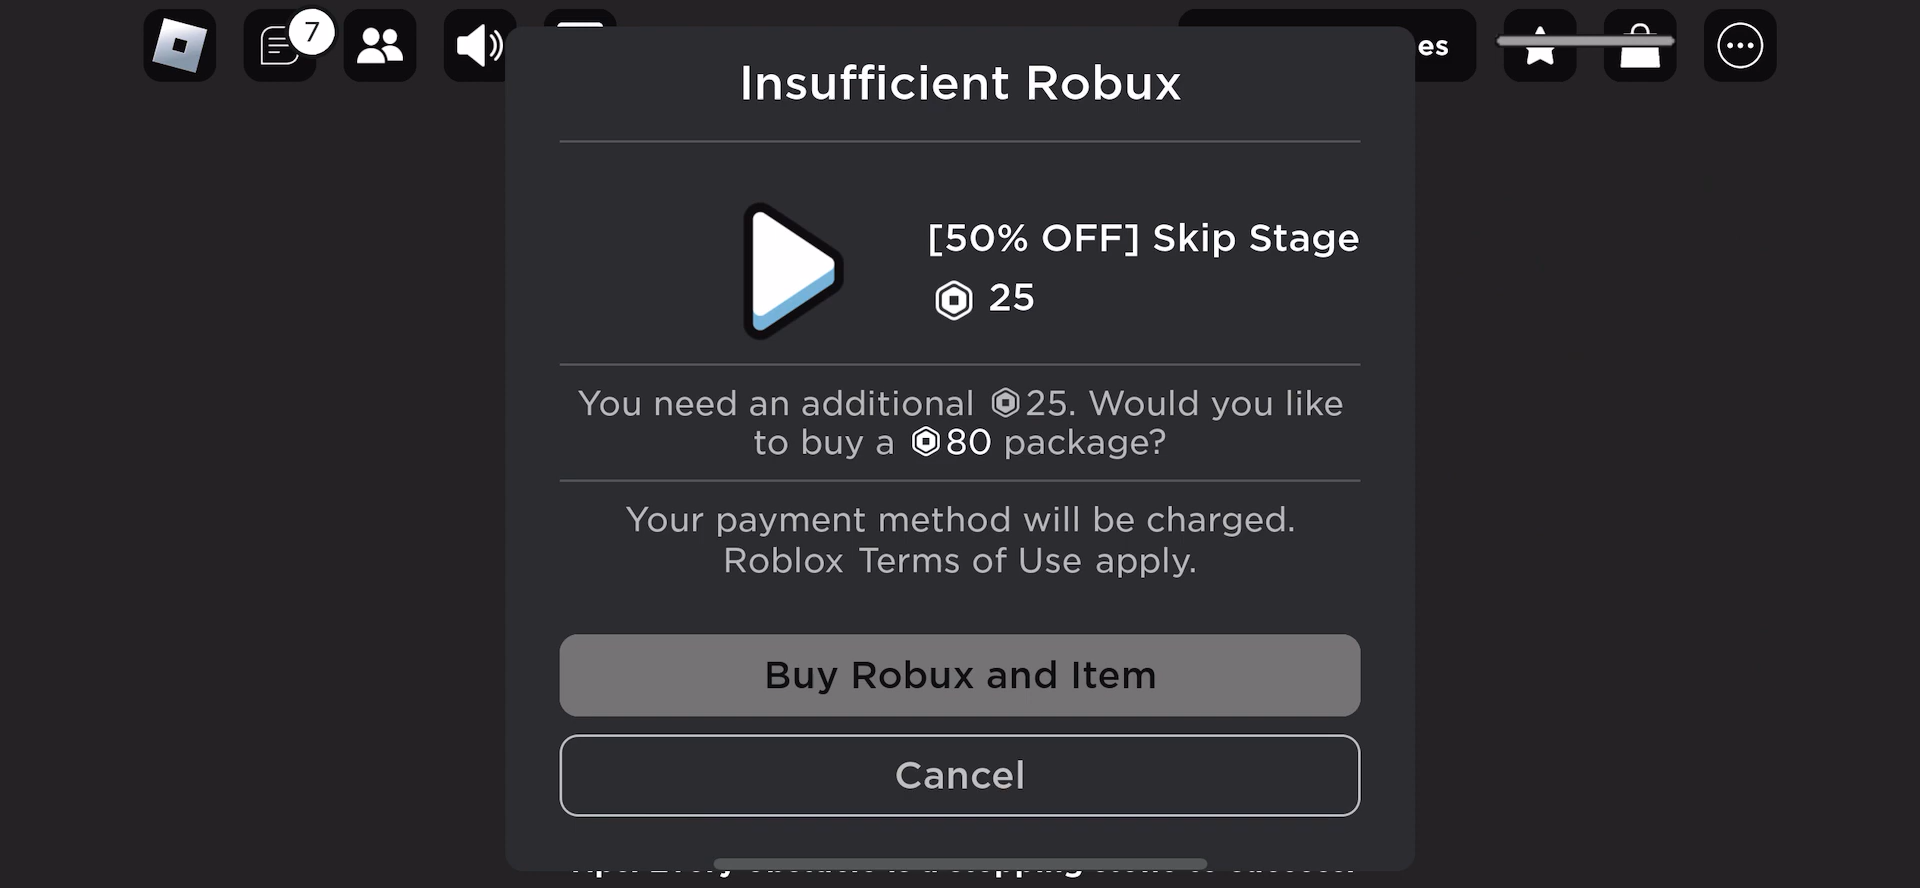 7
es
Insufficient Robux
[50% OFF] Skip Stage
25
You need an additional 25. Would you like
to buy a 80 package?
Your payment method will be charged.
Roblox Terms of Use apply.
Buy Robux and Item
Cancel